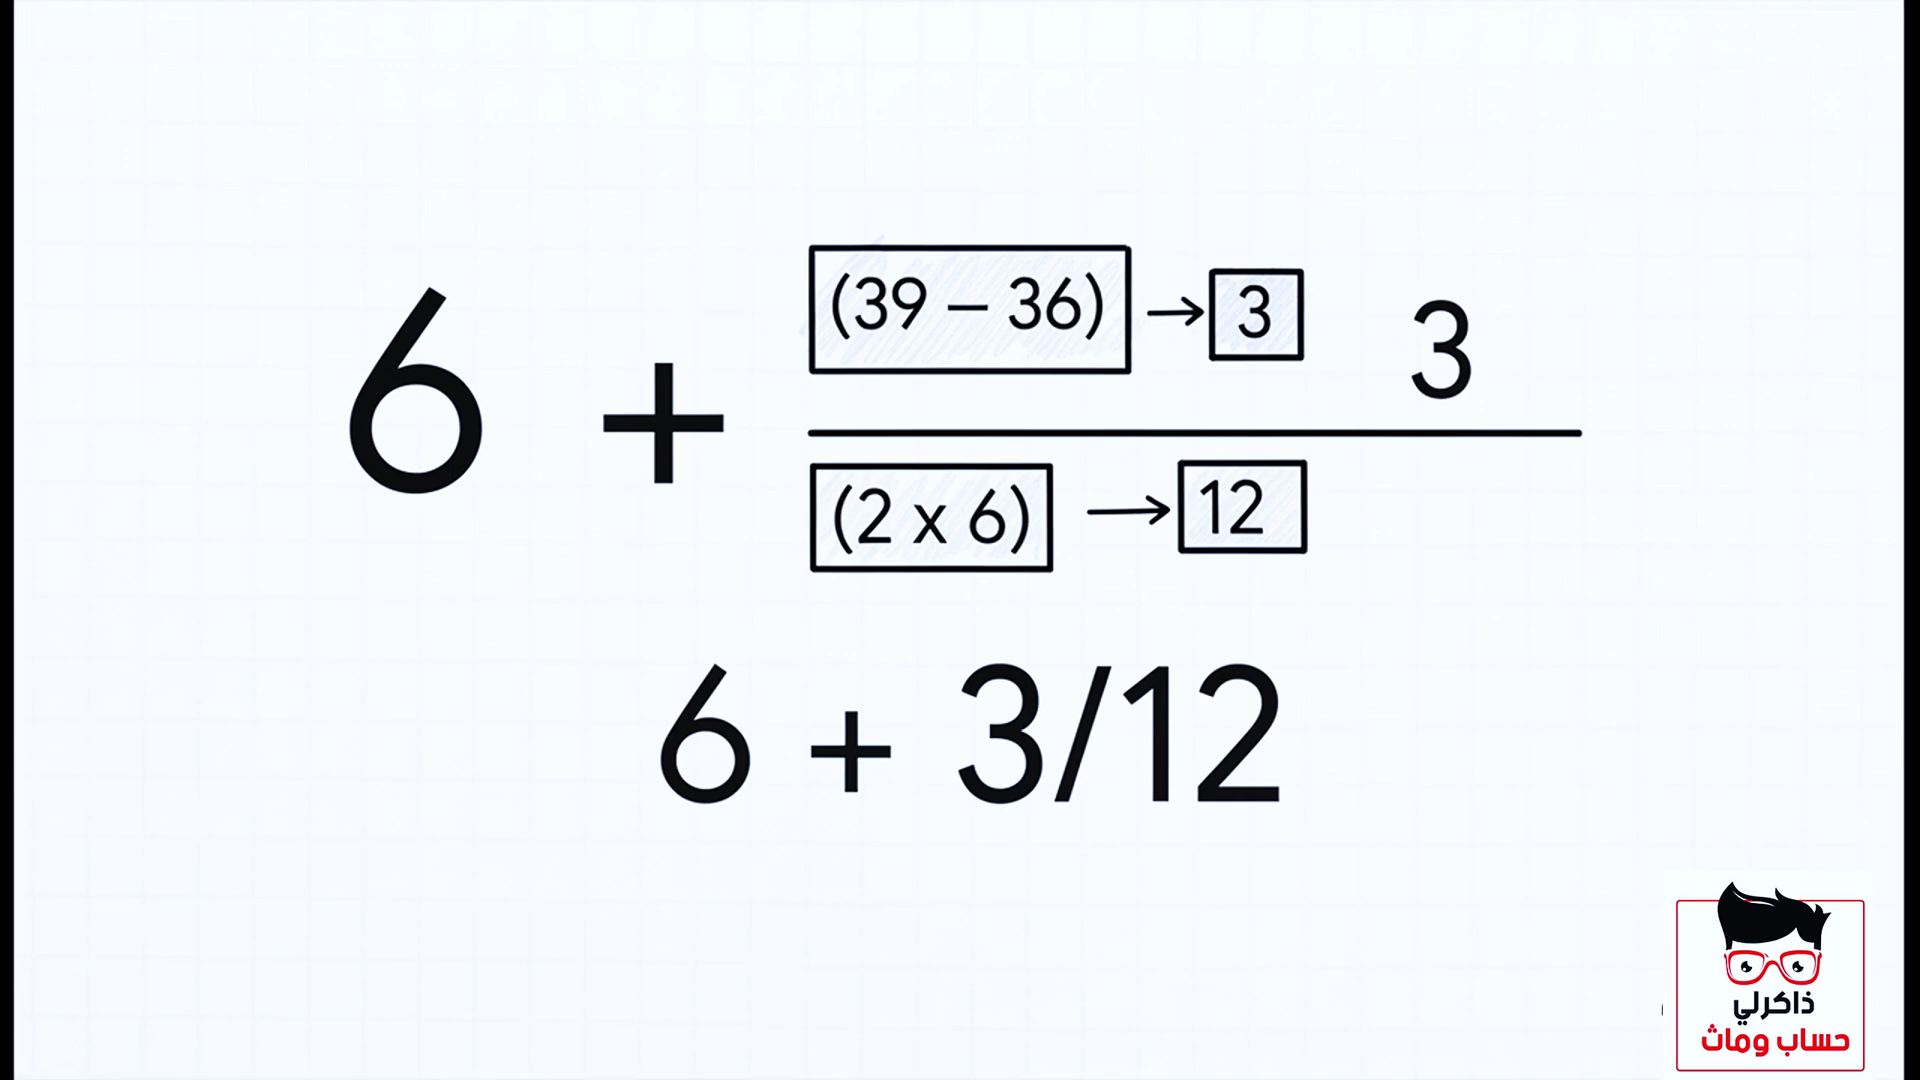 6 + (39 – 36) → 3 3
(2 x 6) → 12
6 + 3/12
ذاكرلي
حساب وماث